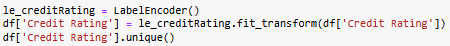 le_creditRating = LabelEncoder()
df['Credit Rating'] = le_creditRating.fit_transform(df['Credit Rating'])
df['Credit Rating'].unique()